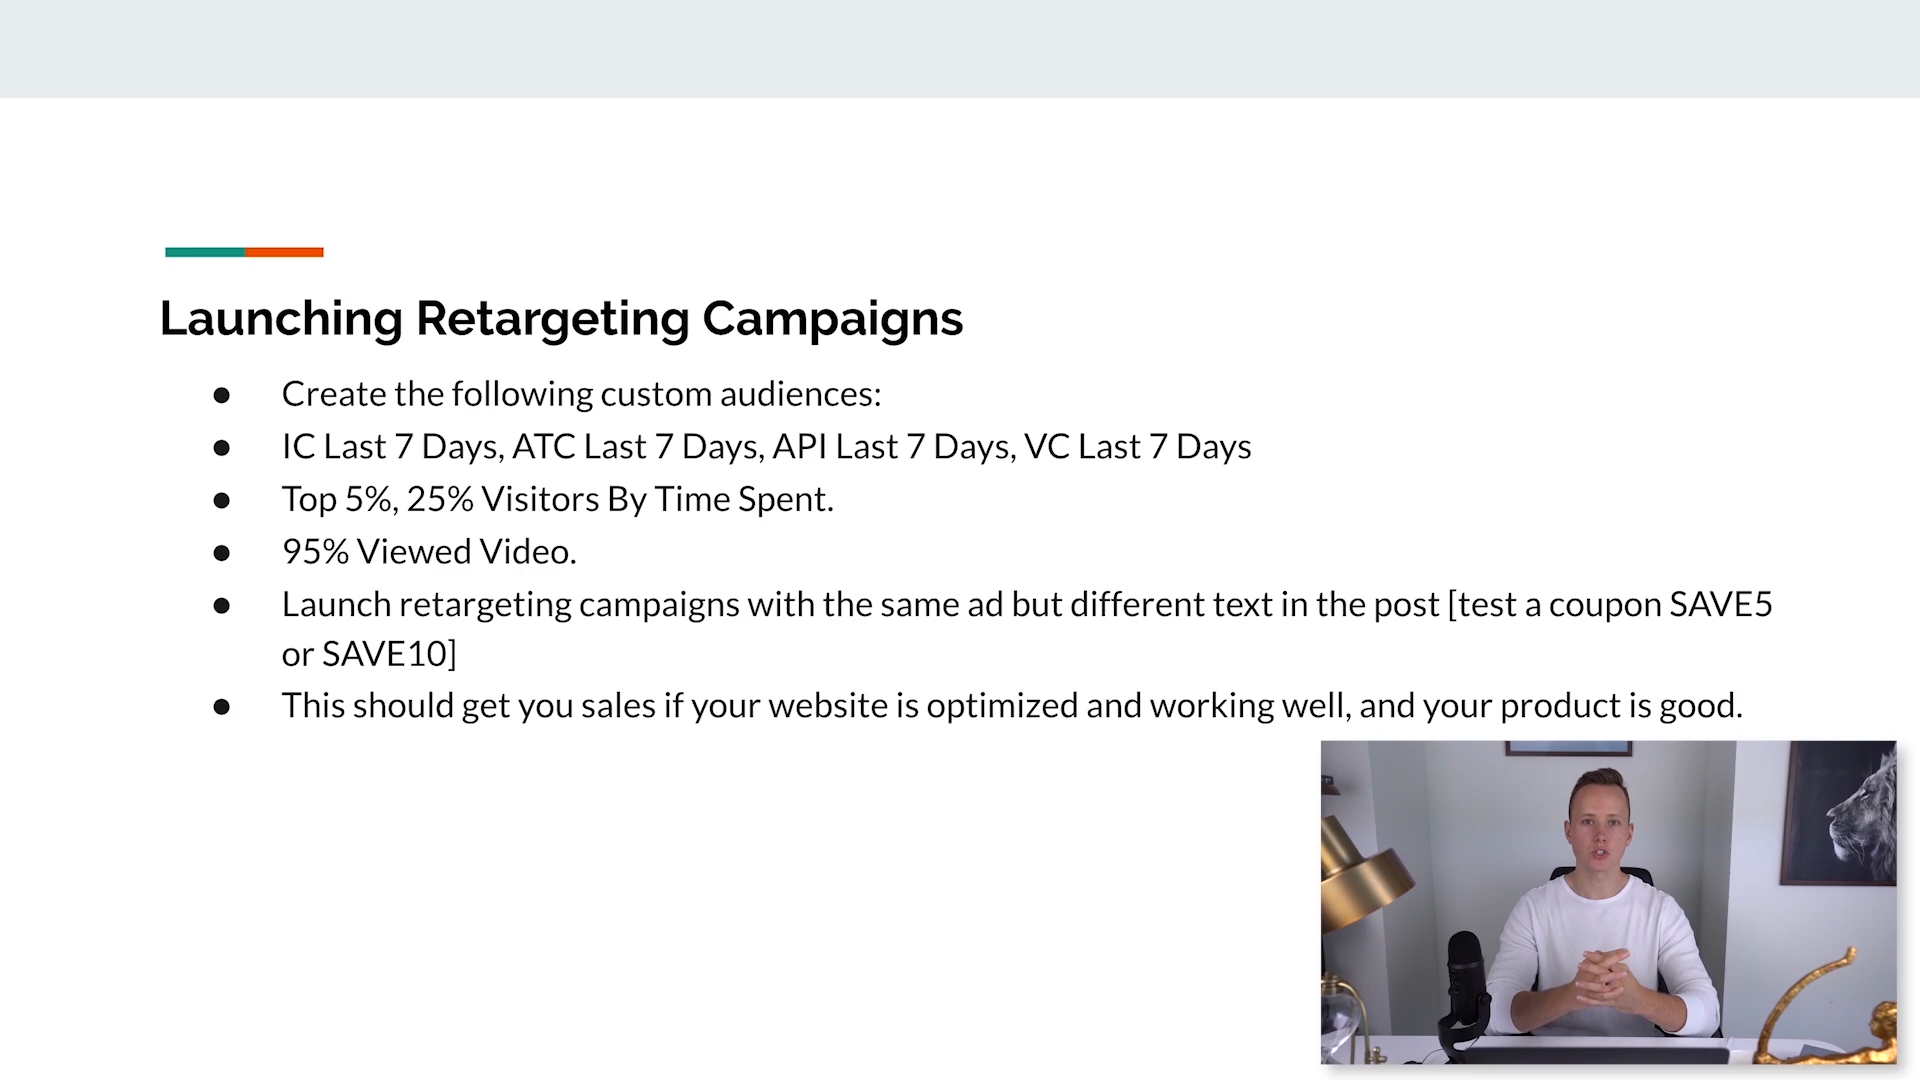 Launching Retargeting Campaigns
● Create the following custom audiences:
● IC Last 7 Days, ATC Last 7 Days, API Last 7 Days, VC Last 7 Days
● Top 5%, 25% Visitors By Time Spent.
● 95% Viewed Video.
● Launch retargeting campaigns with the same ad but different text in the post [test a coupon SAVE5
or SAVE10]
● This should get you sales if your website is optimized and working well, and your product is good.